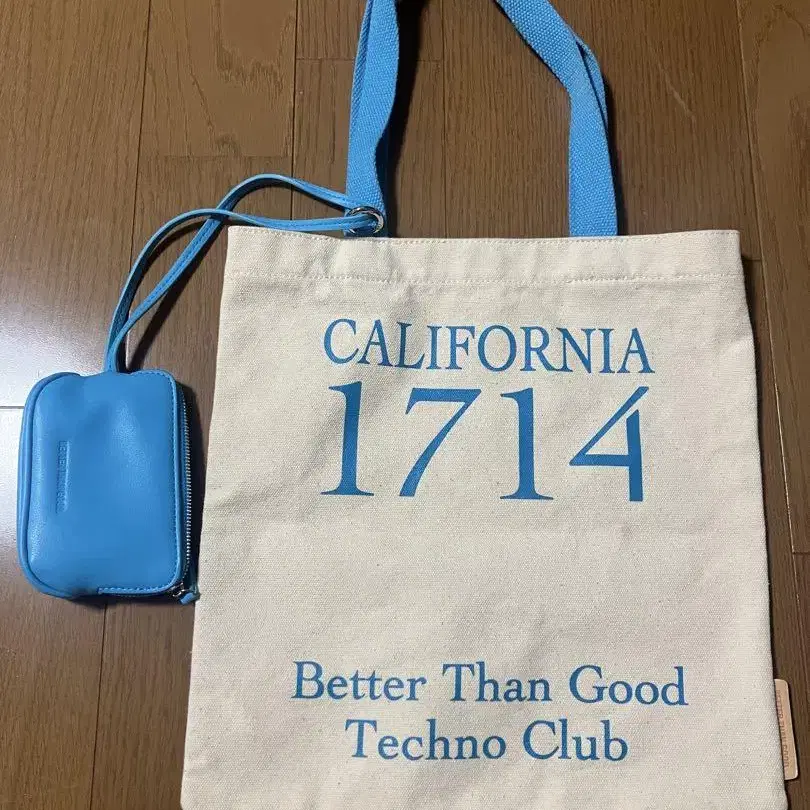 CALIFORNIA
1714
Better Than Good
Techno Club